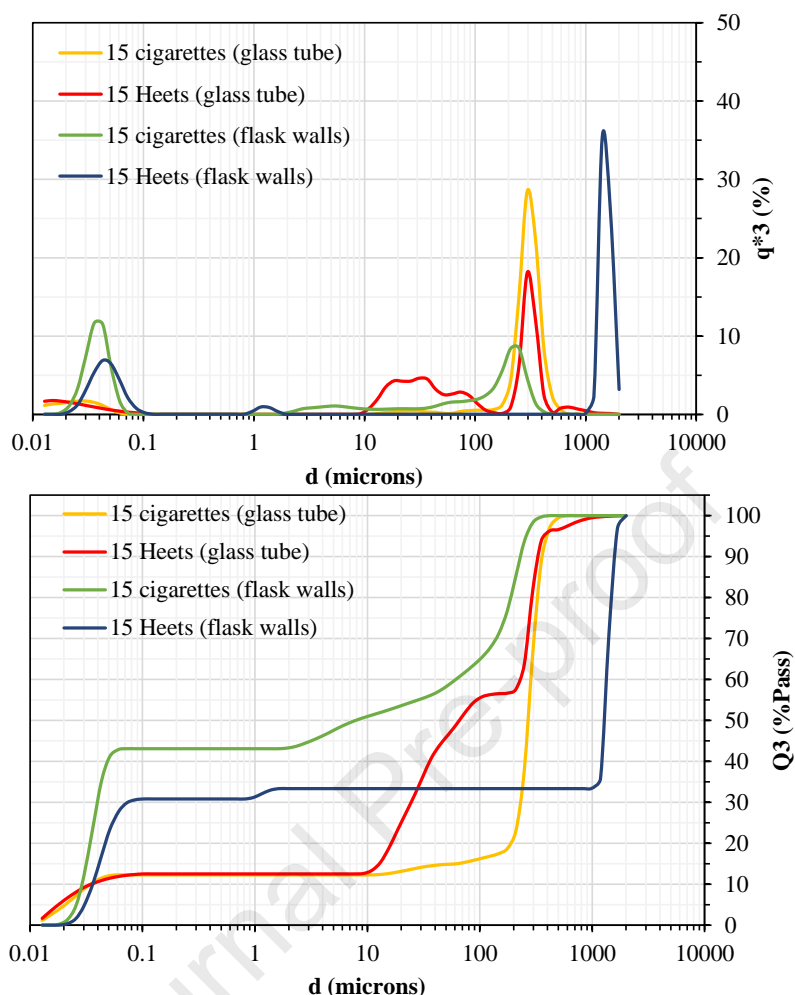 50
15 cigarettes (glass tube)
15 Heets (glass tube)
15 cigarettes (flask walls)
15 Heets (flask walls)
40
30
20
10
0
q*3 (%)
0.01 0.1 1 10 100 1000 10000
d (microns)
15 cigarettes (glass tube)
15 Heets (glass tube)
15 cigarettes (flask walls)
15 Heets (flask walls)
100
90
80
70
60
50
40
30
20
10
0
Q3 (%Pass)
0.01 0.1 1 10 100 1000 10000
d (microns)
rnal Pre-proof